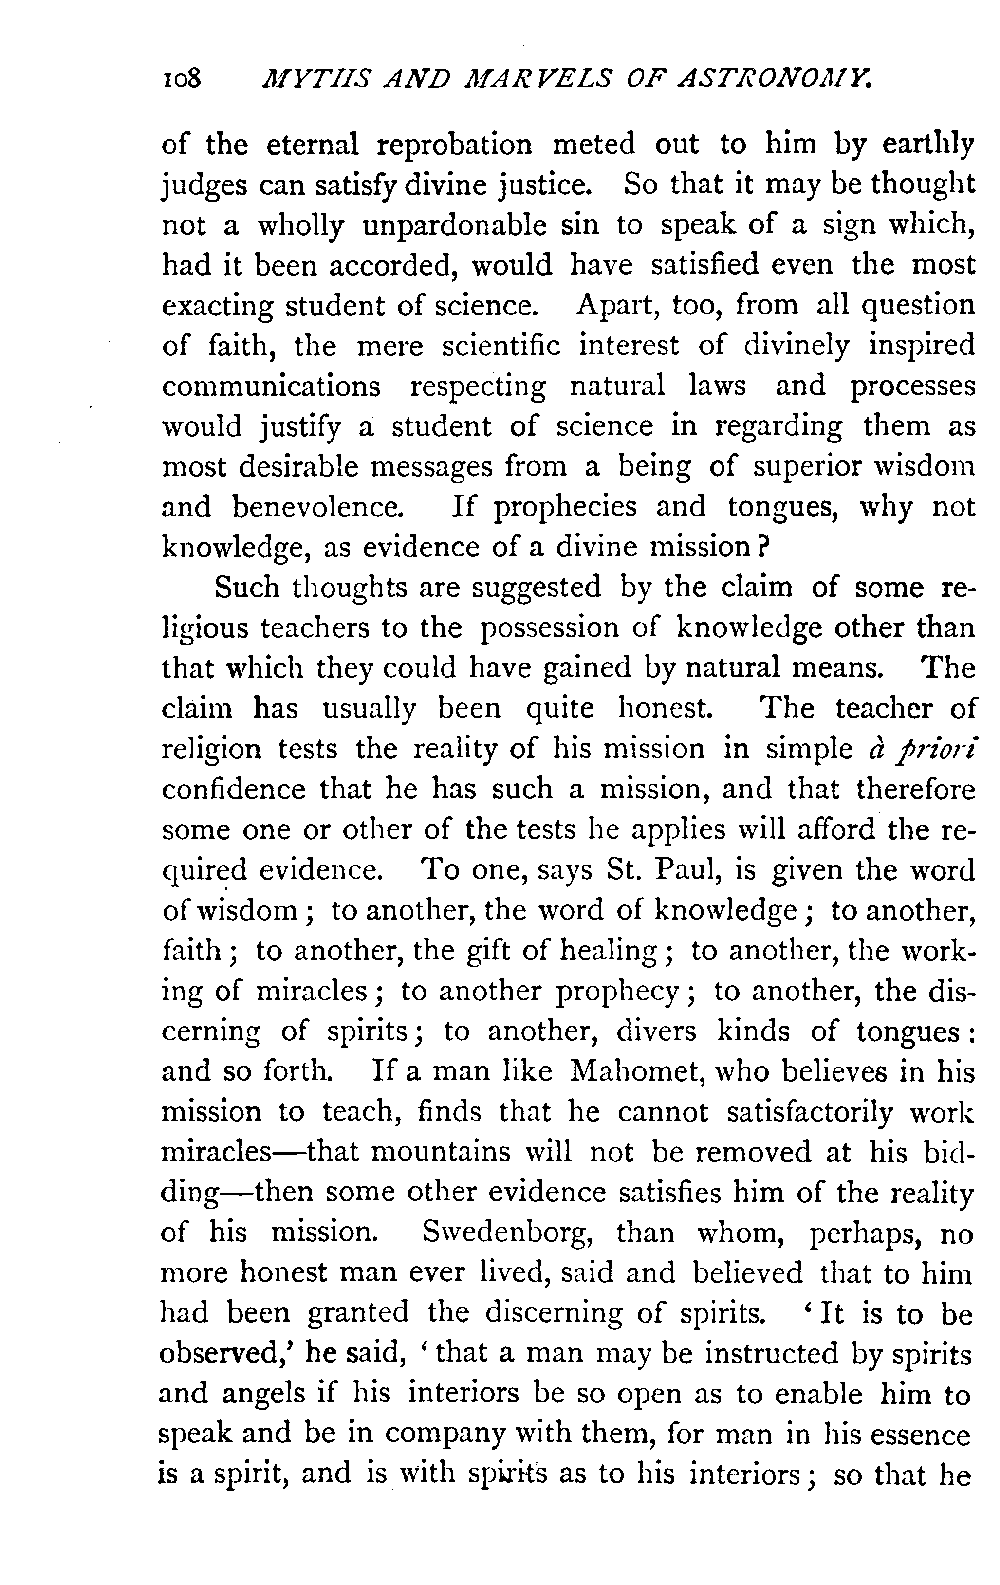 108 MYTHS AND MARVELS OF ASTRONOMY.
of the eternal reprobation meted out to him by earthly
judges can satisfy divine justice. So that it may be thought
not a wholly unpardonable sin to speak of a sign which,
had it been accorded, would have satisfied even the most
exacting student of science. Apart, too, from all question
of faith, the mere scientific interest of divinely inspired
communications respecting natural laws and processes
would justify a student of science in regarding them as
most desirable messages from a being of superior wisdom
and benevolence. If prophecies and tongues, why not
knowledge, as evidence of a divine mission?
Such thoughts are suggested by the claim of some re-
ligious teachers to the possession of knowledge other than
that which they could have gained by natural means. The
claim has usually been quite honest. The teacher of
religion tests the reality of his mission in simple à priori
confidence that he has such a mission, and that therefore
some one or other of the tests he applies will afford the re-
quired evidence. To one, says St. Paul, is given the word
of wisdom; to another, the word of knowledge; to another,
faith; to another, the gift of healing; to another, the work-
ing of miracles; to another prophecy; to another, the dis-
cerning of spirits; to another, divers kinds of tongues:
and so forth. If a man like Mahomet, who believes in his
mission to teach, finds that he cannot satisfactorily work
miracles—that mountains will not be removed at his bid-
ding—then some other evidence satisfies him of the reality
of his mission. Swedenborg, than whom, perhaps, no
more honest man ever lived, said and believed that to him
had been granted the discerning of spirits. ‘It is to be
observed,’ he said, ‘that a man may be instructed by spirits
and angels if his interiors be so open as to enable him to
speak and be in company with them, for man in his essence
is a spirit, and is with spirits as to his interiors; so that he